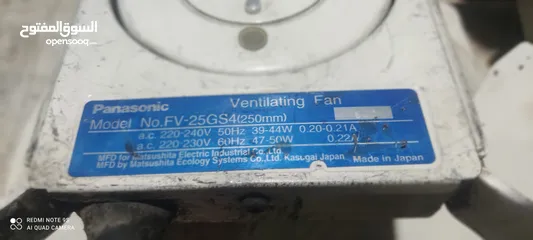 السوق المفتوح
opensooq.com
Panasonic Ventilating Fan
Model No.FV-25GS4(250mm)
a.c. 220-240V 50Hz 39-44W 0.20-0.21A
a.c. 220-230V 60Hz 47-50W 0.22A
MFD for Matsushita Electric Industriel Co., Ltd.
MFD by Matsushita Ecology Systems Co.,Ltd. Kasugai Japan Made in Japan
REDMI NOTE 9S
AI QUAD CAMERA